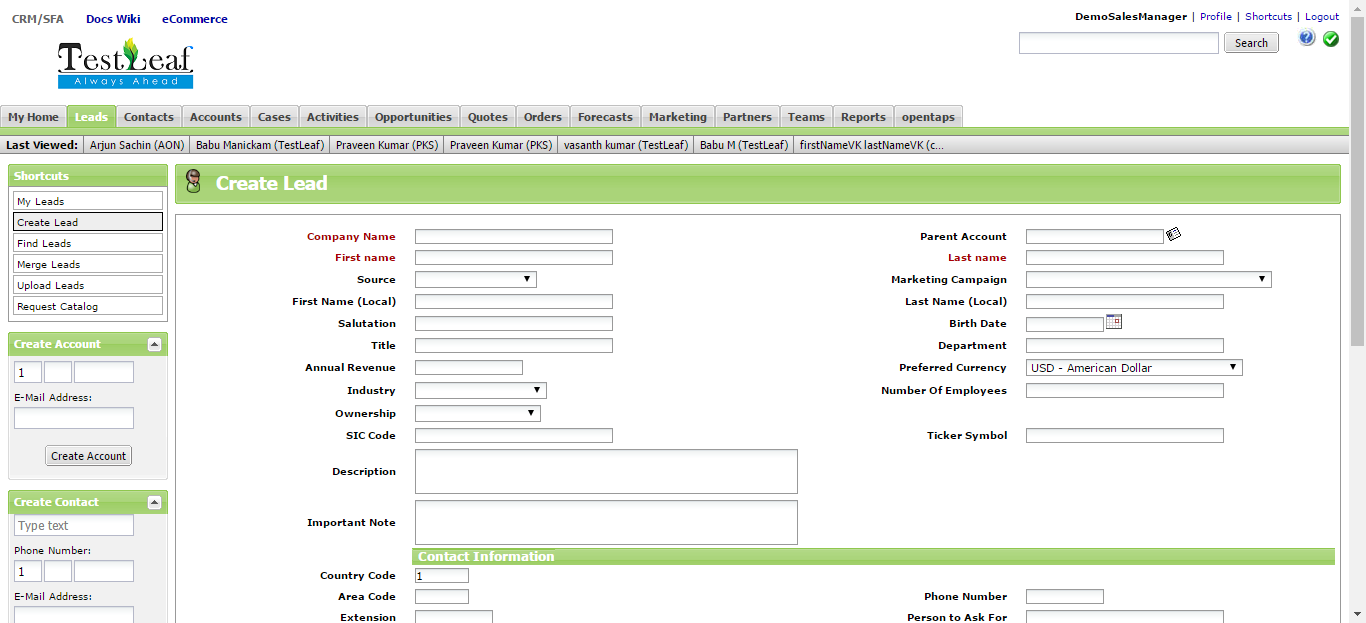 CRM/SFA Docs Wiki eCommerce
DemoSalesManager | Profile | Shortcuts | Logout
Search
TestLeaf
Always Ahead
My Home Leads Contacts Accounts Cases Activities Opportunities Quotes Orders Forecasts Marketing Partners Teams Reports opentaps
Last Viewed: Arjun Sachin (AON) Babu Manickam (TestLeaf) Praveen Kumar (PKS) Praveen Kumar (PKS) vasanth kumar (TestLeaf) Babu M (TestLeaf) firstNameVK lastNameVK (c...
Shortcuts
My Leads
Create Lead
Find Leads
Merge Leads
Upload Leads
Request Catalog
Create Account
1
E-Mail Address:
Create Account
Create Contact
Type text
Phone Number:
1
E-Mail Address:
Create Lead
Company Name Parent Account
First name Last name
Source Marketing Campaign
First Name (Local) Last Name (Local)
Salutation Birth Date
Title Department
Annual Revenue Preferred Currency USD - American Dollar
Industry Number Of Employees
Ownership
SIC Code Ticker Symbol
Description
Important Note
Contact Information
Country Code 1
Area Code Phone Number
Extension Person to Ask For